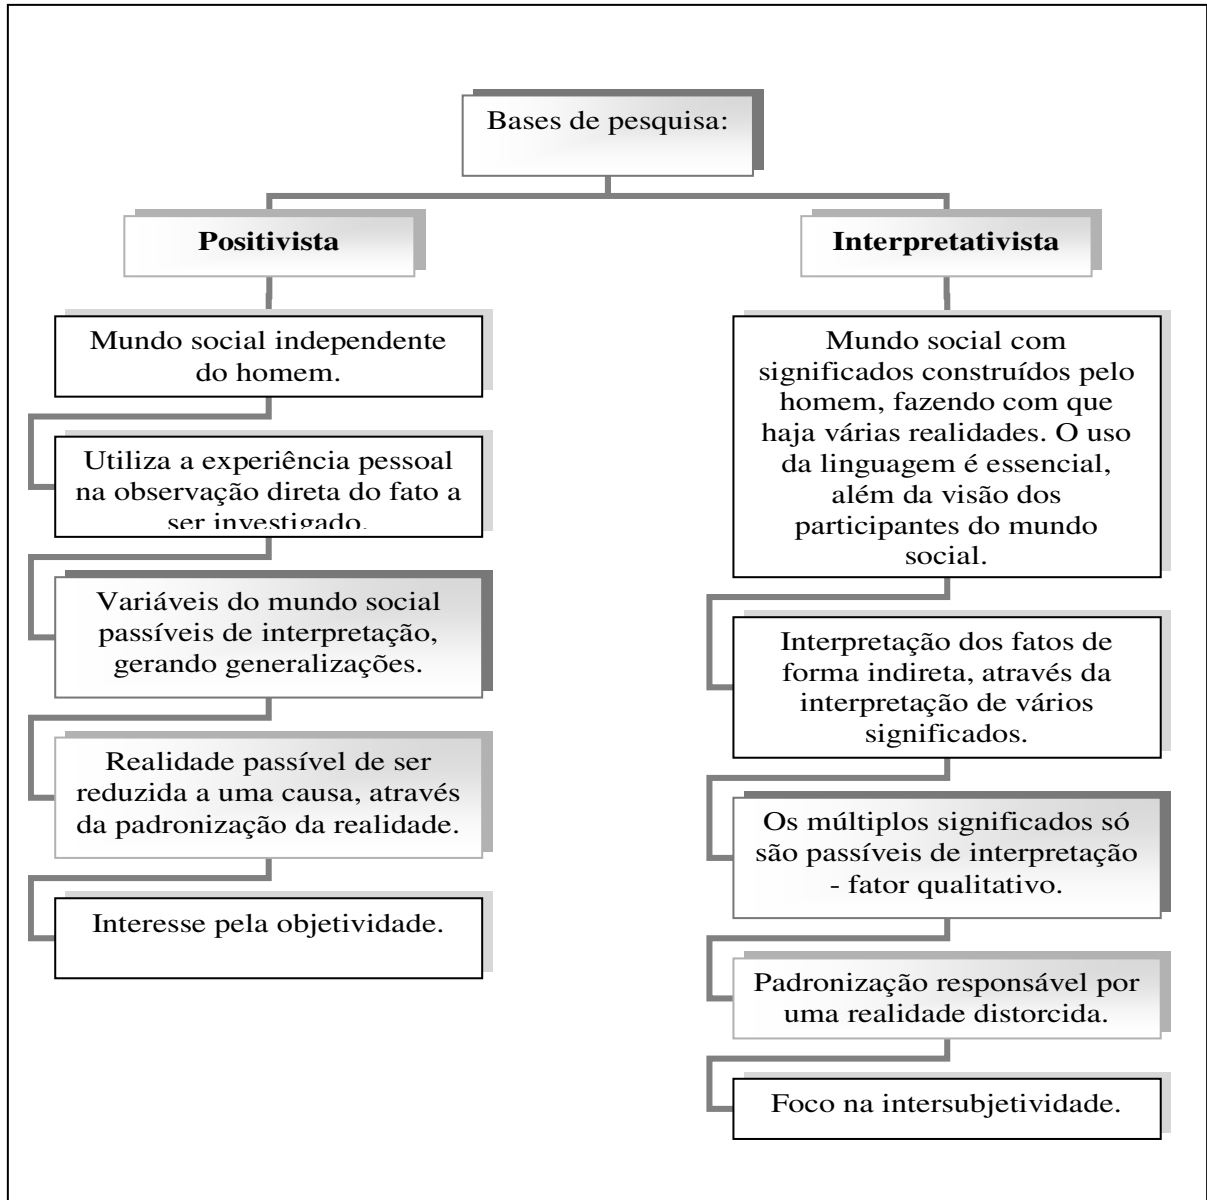 Bases de pesquisa:
Positivista
Mundo social independente
do homem.
Utiliza a experiência pessoal
na observação direta do fato a
ser investigado.
Variáveis do mundo social
passíveis de interpretação,
gerando generalizações.
Realidade passível de ser
reduzida a uma causa, através
da padronização da realidade.
Interesse pela objetividade.
Interpretativista
Mundo social com
significados construídos pelo
homem, fazendo com que
haja várias realidades. O uso
da linguagem é essencial,
além da visão dos
participantes do mundo
social.
Interpretação dos fatos de
forma indireta, através da
interpretação de vários
significados.
Os múltiplos significados só
são passíveis de interpretação
- fator qualitativo.
Padronização responsável por
uma realidade distorcida.
Foco na intersubjetividade.